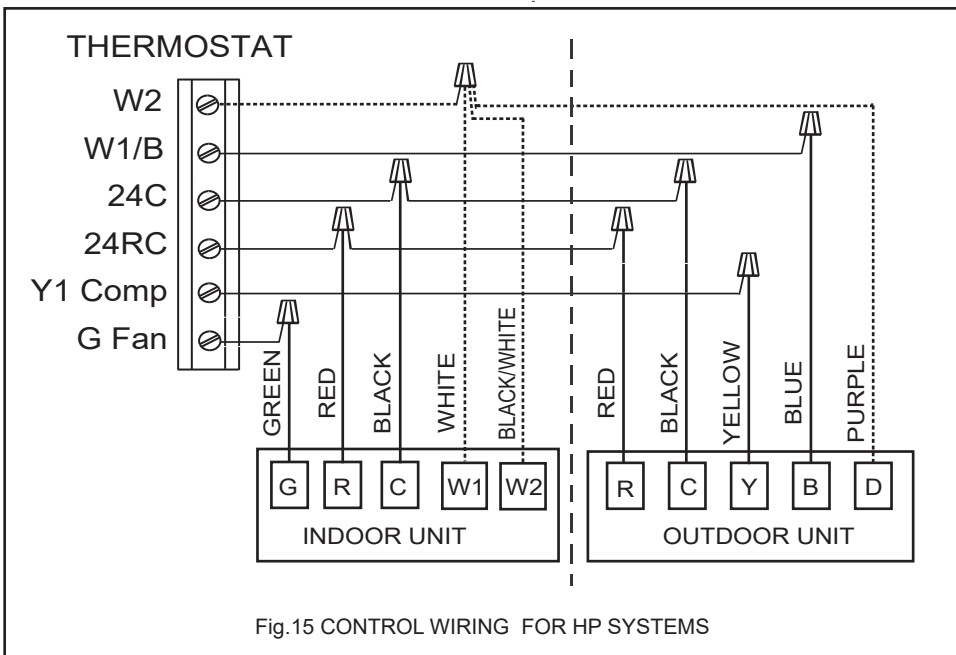 THERMOSTAT
W2
W1/B
24C
24RC
Y1 Comp
G Fan
GREEN
RED
BLACK
WHITE
BLACK/WHITE
RED
BLACK
YELLOW
BLUE
PURPLE
G R C W1 W2
INDOOR UNIT
R C Y B D
OUTDOOR UNIT
Fig.15 CONTROL WIRING FOR HP SYSTEMS